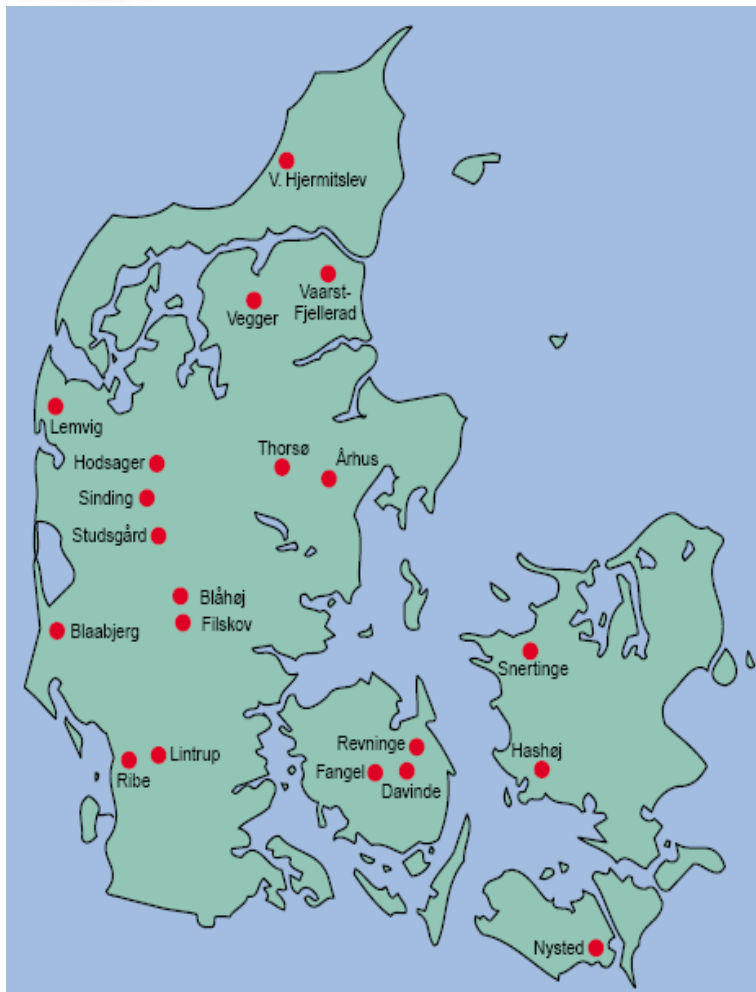 V. Hjermitslev
Vaarst-
Fjellerad
Vegger
Lemvig
Thorsø
Århus
Hodsager
Sinding
Studsgård
Blåhøj
Filskov
Blaabjerg
Snertinge
Revninge
Lintrup
Hashøj
Fangel
Ribe
Davinde
Nysted